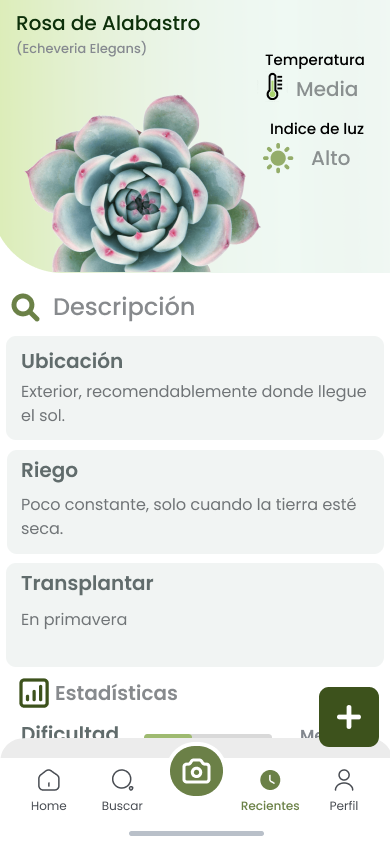 Rosa de Alabastro
(Echeveria Elegans)
Temperatura
Media
Indice de luz
Alto
Descripción
Ubicación
Exterior, recomendablemente donde llegue
el sol.
Riego
Poco constante, solo cuando la tierra esté
seca.
Transplantar
En primavera
Estadísticas
Dificultad
Home
Buscar
Recientes
Perfil